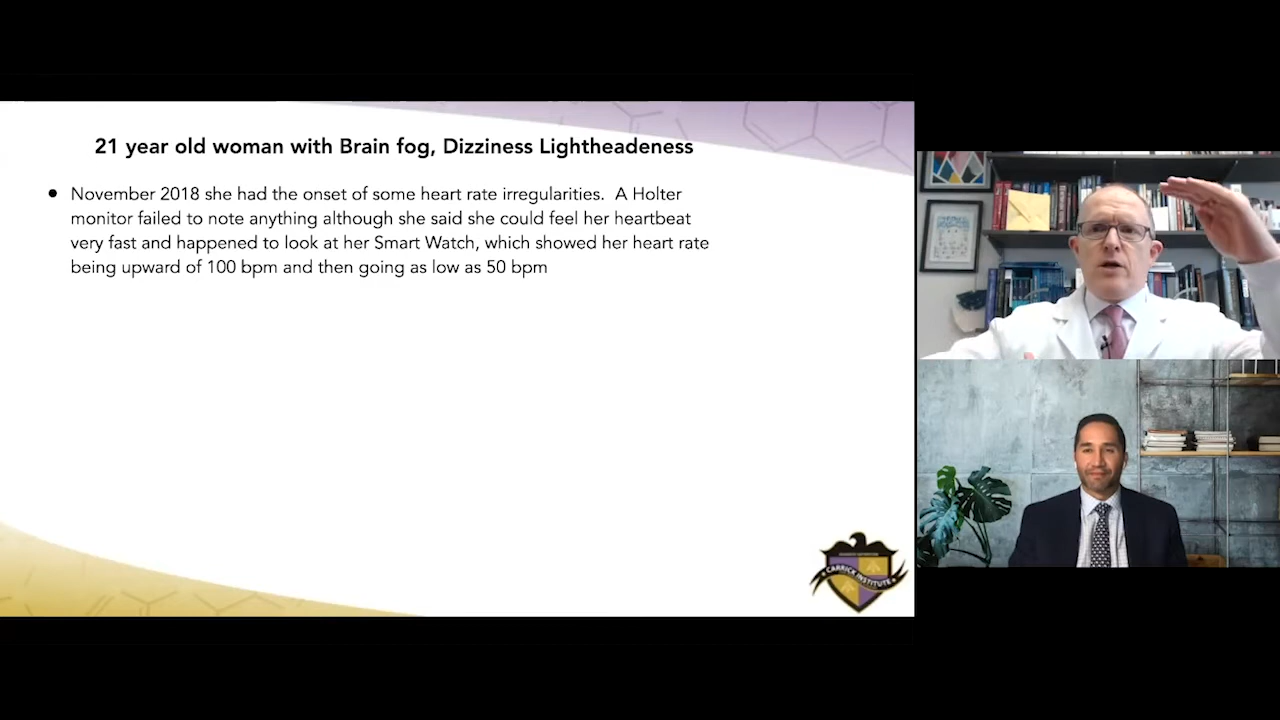 21 year old woman with Brain fog, Dizziness Lightheadeness
• November 2018 she had the onset of some heart rate irregularities. A Holter
monitor failed to note anything although she said she could feel her heartbeat
very fast and happened to look at her Smart Watch, which showed her heart rate
being upward of 100 bpm and then going as low as 50 bpm
CARRICK INSTITUTE